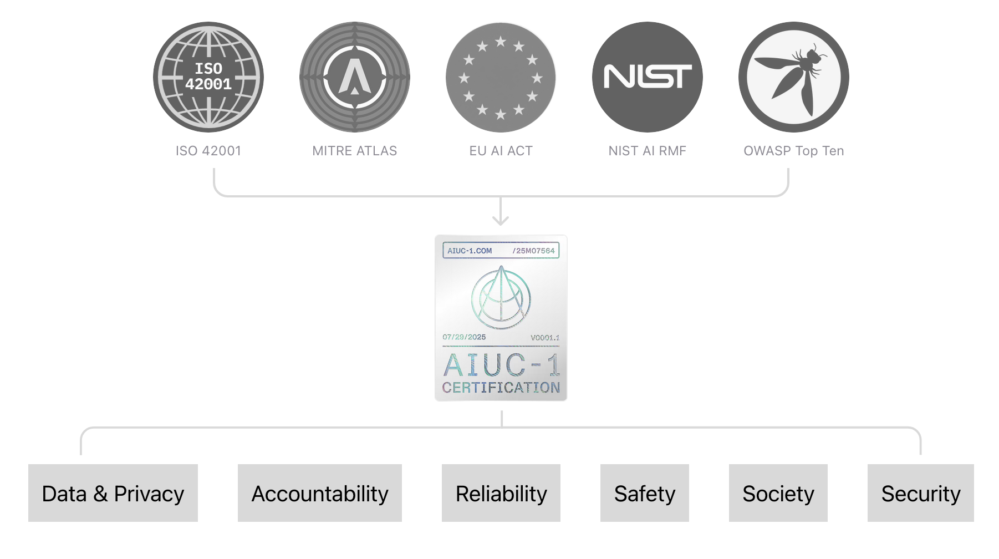 ISO
42001
NIST
ISO 42001
MITRE ATLAS
EU AI ACT
NIST AI RMF
OWASP Top Ten
AIUC-1.COM /25M07564
07/29/2025 V0001.1
AIUC-1
CERTIFICATION
Data & Privacy
Accountability
Reliability
Safety
Society
Security